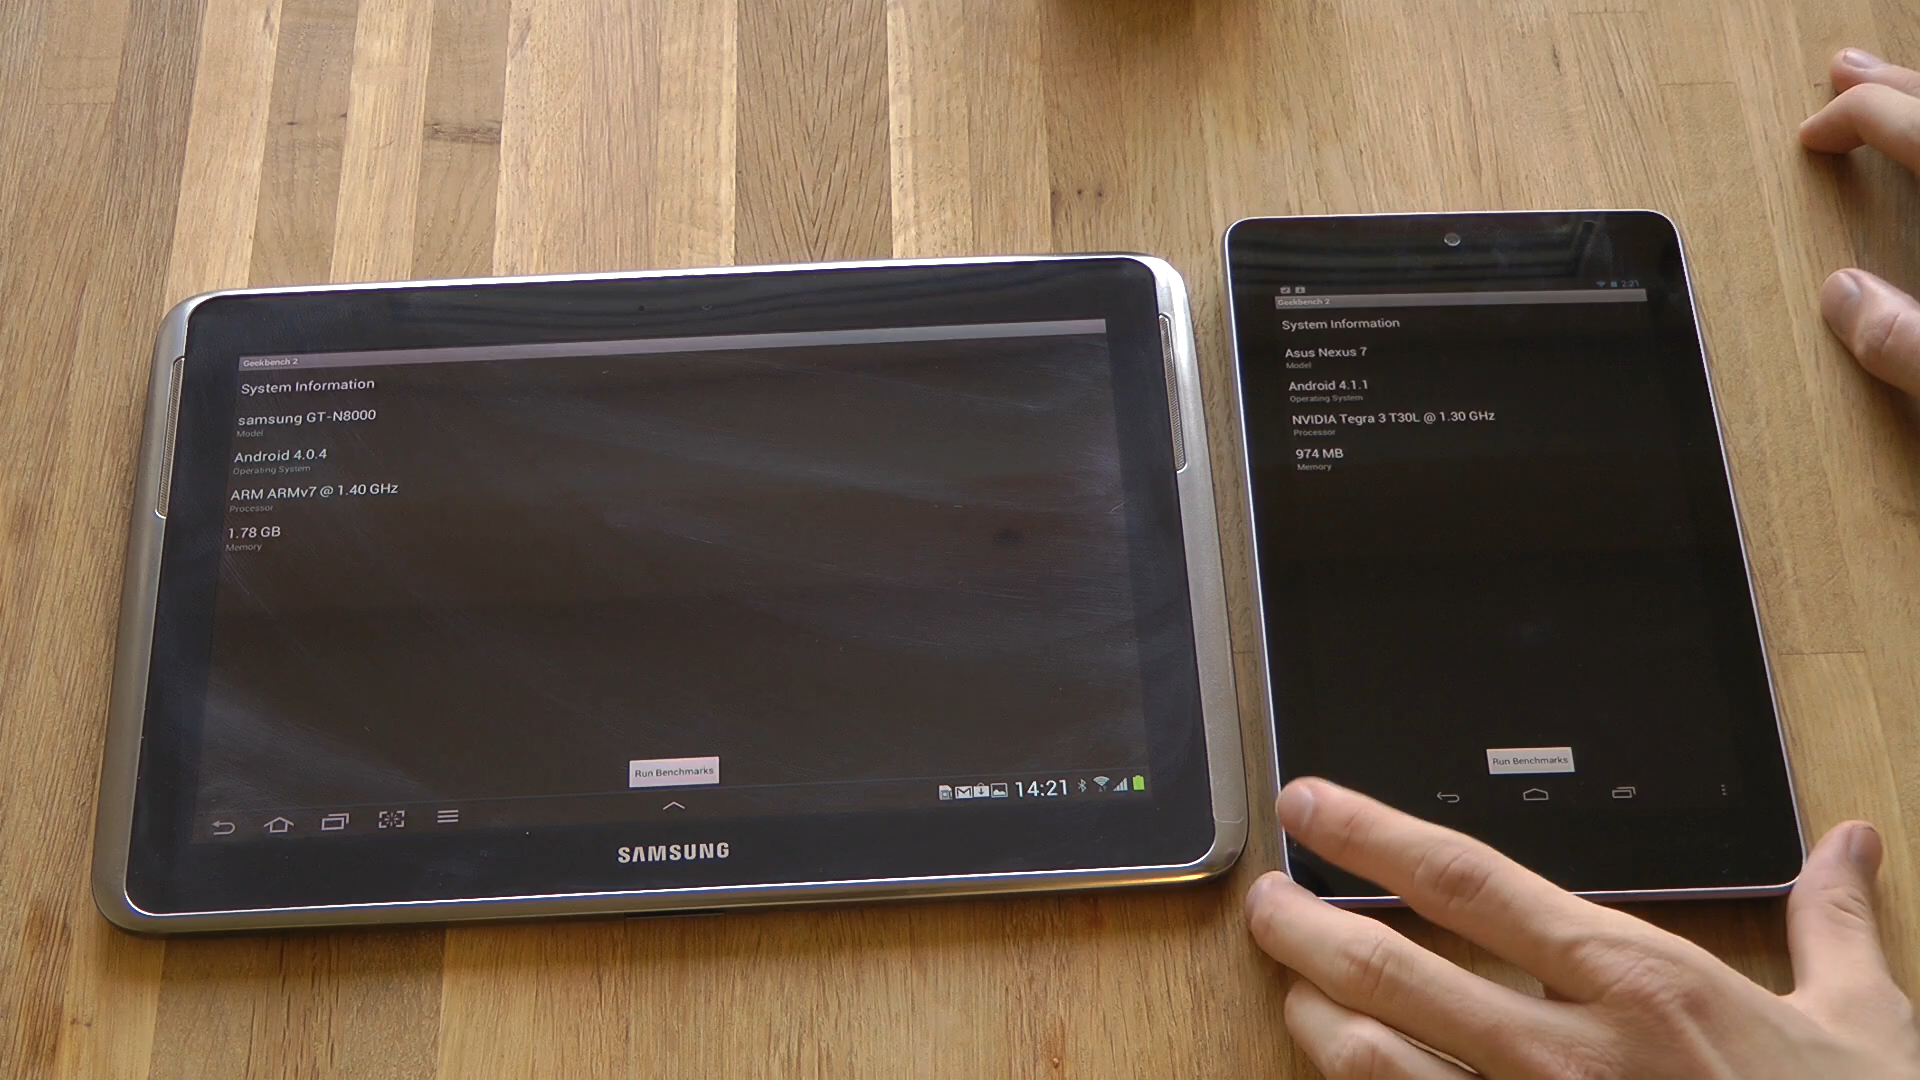 Geekbench 2
System Information
samsung GT-N8000
Model
Android 4.0.4
Operating System
ARM ARMv7 @ 1.40 GHz
Processor
1.78 GB
Memory
Run Benchmarks
14:21
SAMSUNG
2:21
Geekbench 2
System Information
Asus Nexus 7
Model
Android 4.1.1
Operating System
NVIDIA Tegra 3 T30L @ 1.30 GHz
Processor
974 MB
Memory
Run Benchmarks